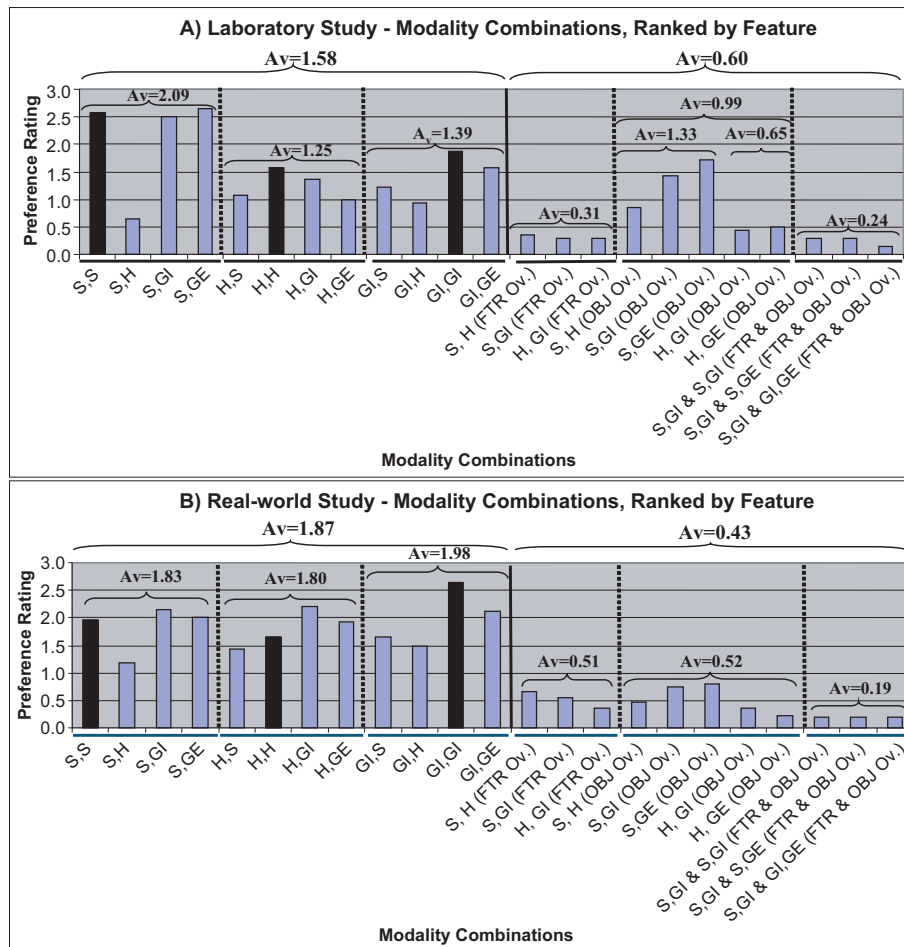 A) Laboratory Study - Modality Combinations, Ranked by Feature
Av=1.58
Av=0.60
Preference Rating
3.0
2.5
2.0
1.5
1.0
0.5
0.0
Av=2.09
Av=1.25
Av=1.39
Av=0.31
Av=0.99
Av=1.33
Av=0.65
Av=0.24
S,S
S,H
S,GI
S,GE
H,S
H,H
H,GI
H,GE
GI,S
GI,H
GI,GI
GI,GE
S, H (FTR Ov.)
S,GI (FTR Ov.)
H, GI (FTR Ov.)
S, H (OBJ Ov.)
S,GI (OBJ Ov.)
S,GE (OBJ Ov.)
H, GI (OBJ Ov.)
H, GE (OBJ Ov.)
S,GI & S,GI (FTR & OBJ Ov.)
S,GI & S,GE (FTR & OBJ Ov.)
S,GI & GI,GE (FTR & OBJ Ov.)
Modality Combinations
B) Real-world Study - Modality Combinations, Ranked by Feature
Av=1.87
Av=0.43
Preference Rating
3.0
2.5
2.0
1.5
1.0
0.5
0.0
Av=1.83
Av=1.80
Av=1.98
Av=0.51
Av=0.52
Av=0.19
S,S
S,H
S,GI
S,GE
H,S
H,H
H,GI
H,GE
GI,S
GI,H
GI,GI
GI,GE
S, H (FTR Ov.)
S,GI (FTR Ov.)
H, GI (FTR Ov.)
S, H (OBJ Ov.)
S,GI (OBJ Ov.)
S,GE (OBJ Ov.)
H, GI (OBJ Ov.)
H, GE (OBJ Ov.)
S,GI & S,GI (FTR & OBJ Ov.)
S,GI & S,GE (FTR & OBJ Ov.)
S,GI & GI,GE (FTR & OBJ Ov.)
Modality Combinations